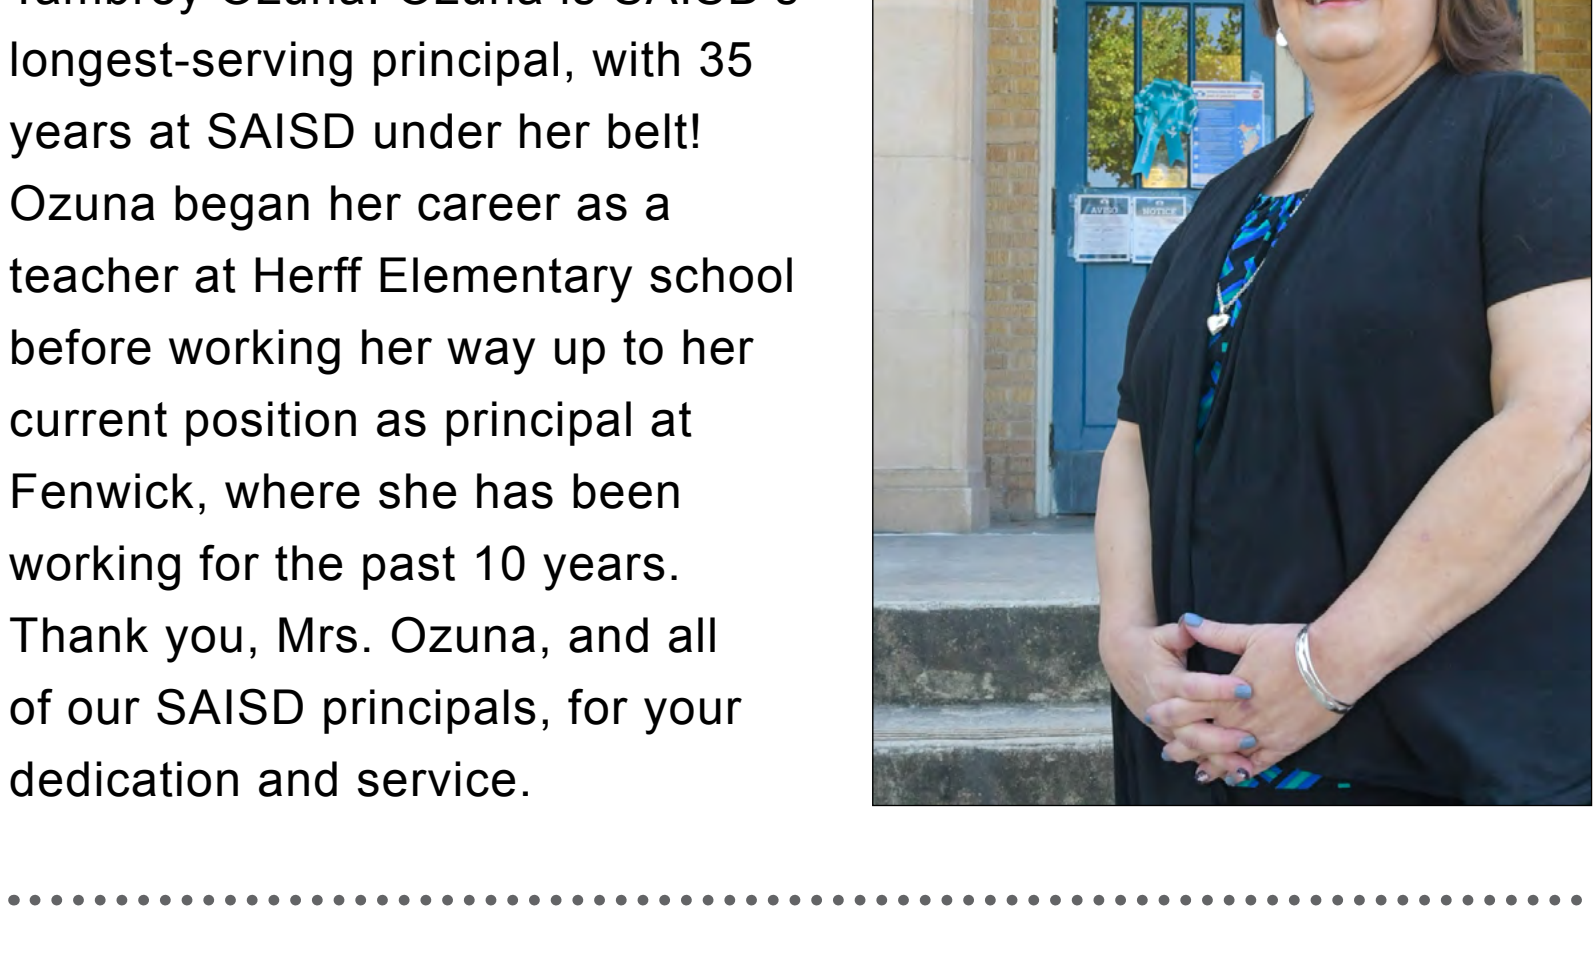 longest-serving principal, with 35
years at SAISD under her belt!
Ozuna began her career as a
teacher at Herff Elementary school
before working her way up to her
current position as principal at
Fenwick, where she has been
working for the past 10 years.
Thank you, Mrs. Ozuna, and all
of our SAISD principals, for your
dedication and service.
AVISO
NOTICE